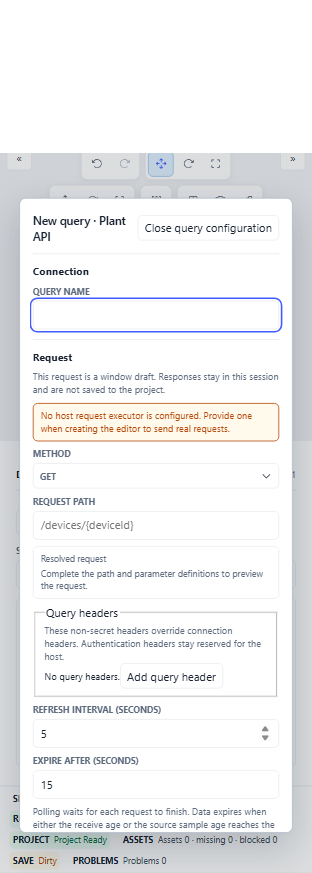 «
»
New query · Plant
API
Close query configuration
Connection
QUERY NAME
Request
This request is a window draft. Responses stay in this session
and are not saved to the project.
No host request executor is configured. Provide one
when creating the editor to send real requests.
METHOD
GET
REQUEST PATH
/devices/{deviceId}
Resolved request
Complete the path and parameter definitions to preview
the request.
Query headers
These non-secret headers override connection
headers. Authentication headers stay reserved for the
host.
No query headers. Add query header
REFRESH INTERVAL (SECONDS)
5
EXPIRE AFTER (SECONDS)
15
Polling waits for each request to finish. Data expires when
either the receive age or the source sample age reaches the
PROJECT Project Ready ASSETS Assets 0 · missing 0 · blocked 0
SAVE Dirty PROBLEMS Problems 0